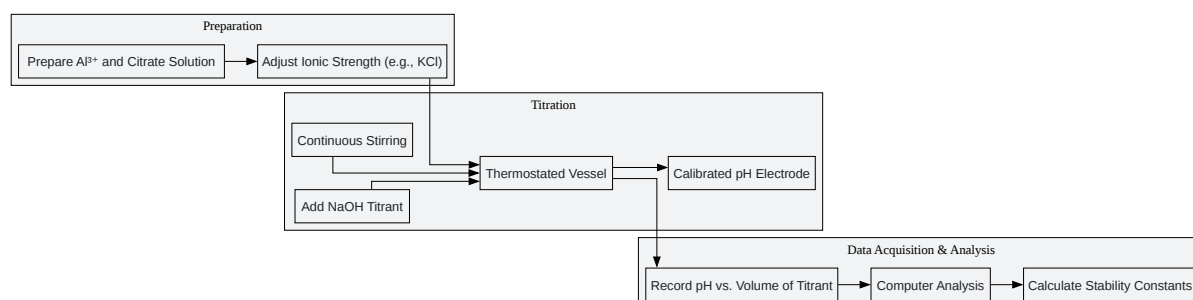 Preparation
Prepare Al³⁺ and Citrate Solution
Adjust Ionic Strength (e.g., KCl)
Titration
Continuous Stirring
Add NaOH Titrant
Thermostated Vessel
Calibrated pH Electrode
Data Acquisition & Analysis
Record pH vs. Volume of Titrant
Computer Analysis
Calculate Stability Constants